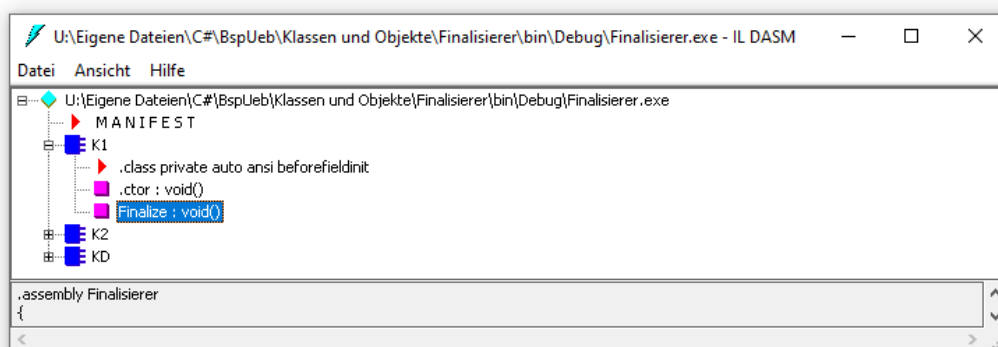 U:\Eigene Dateien\C#\BspUeb\Klassen und Objekte\Finalisierer\bin\Debug\Finalisierer.exe - IL DASM
Datei Ansicht Hilfe
U:\Eigene Dateien\C#\BspUeb\Klassen und Objekte\Finalisierer\bin\Debug\Finalisierer.exe
M A N I F E S T
K1
.class private auto ansi beforefieldinit
.ctor : void()
Finalize : void()
K2
KD
.assembly Finalisierer
{